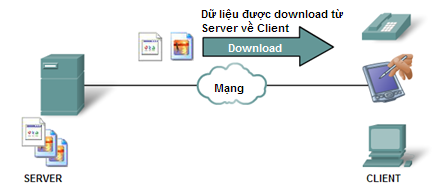 Dữ liệu được download từ
Server về Client
Download
Mạng
SERVER
CLIENT